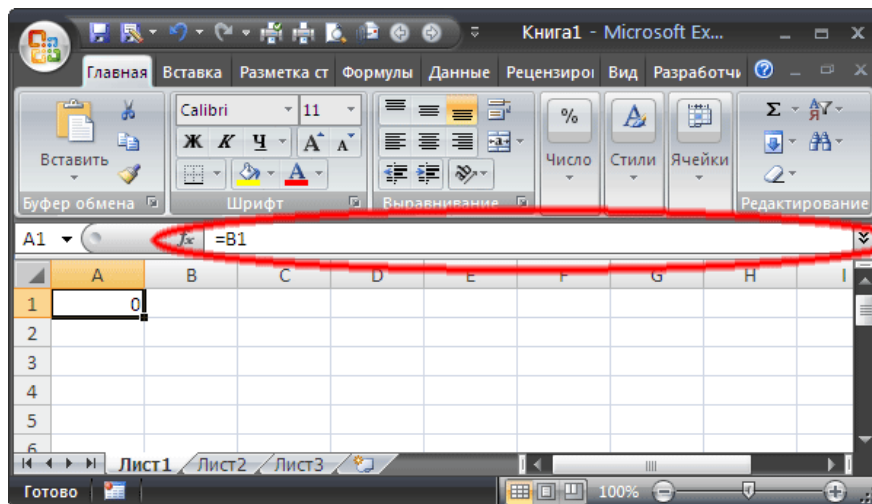 Книга1 - Microsoft Ex...
Главная Вставка Разметка ст Формулы Данные Рецензиро Вид Разработчи
Calibri 11
Ж К Ч А А
% А
Вставить Число Стили Ячейки
Буфер обмена Шрифт Выравнивание Редактирование
A1 fx =B1
A B C D E F G H I
1 0
2
3
4
5
6
Лист1 Лист2 Лист3
Готово 100%